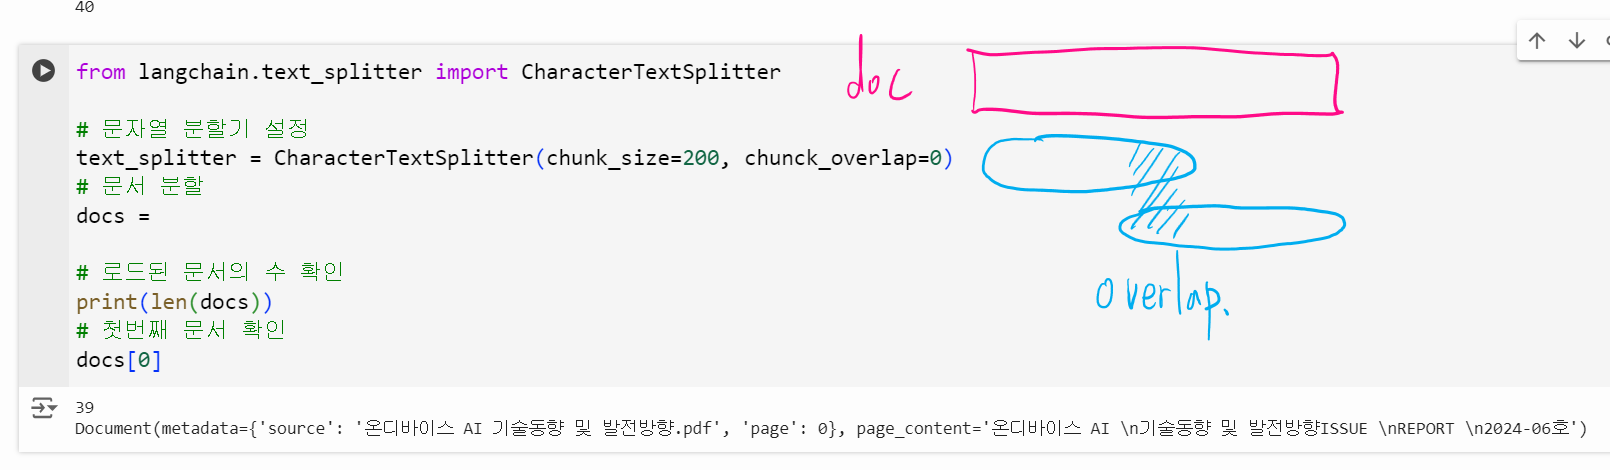 40
from langchain.text_splitter import CharacterTextSplitter
doc
# 문자열 분할기 설정
text_splitter = CharacterTextSplitter(chunk_size=200, chunck_overlap=0)
# 문서 분할
docs =
overlap.
# 로드된 문서의 수 확인
print(len(docs))
# 첫번째 문서 확인
docs[0]
39
Document(metadata={'source': '온디바이스 AI 기술동향 및 발전방향.pdf', 'page': 0}, page_content='온디바이스 AI \n기술동향 및 발전방향ISSUE \nREPORT \n2024-06호')